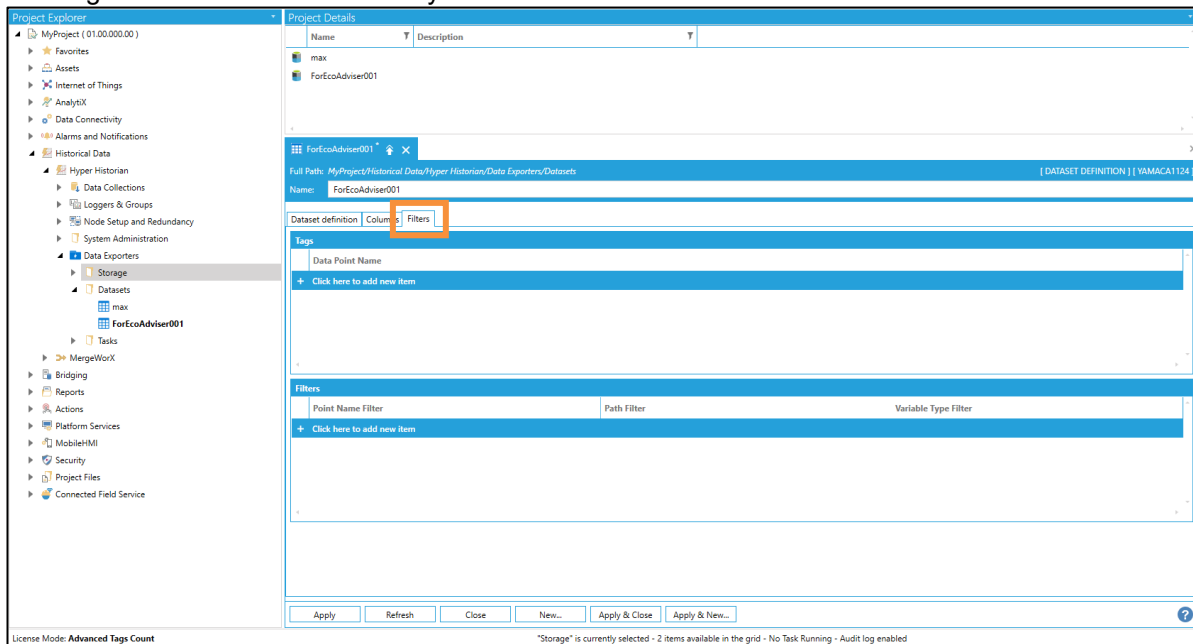 Project Explorer
MyProject ( 01.00.000.00 )
Favorites
Assets
Internet of Things
AnalytiX
Data Connectivity
Alarms and Notifications
Historical Data
Hyper Historian
Data Collections
Loggers & Groups
Node Setup and Redundancy
System Administration
Data Exporters
Storage
Datasets
max
ForEcoAdviser001
Tasks
MergeWorX
Bridging
Reports
Actions
Platform Services
MobileHMI
Security
Project Files
Connected Field Service
Project Details
Name Description
max
ForEcoAdviser001
ForEcoAdviser001 *
Full Path: MyProject/Historical Data/Hyper Historian/Data Exporters/Datasets [ DATASET DEFINITION ] [ YAMACA1124 ]
Name: ForEcoAdviser001
Dataset definition Columns Filters
Tags
Data Point Name
+ Click here to add new item
Filters
Point Name Filter Path Filter Variable Type Filter
+ Click here to add new item
Apply Refresh Close New... Apply & Close Apply & New... ?
License Mode: Advanced Tags Count "Storage" is currently selected - 2 items available in the grid - No Task Running - Audit log enabled